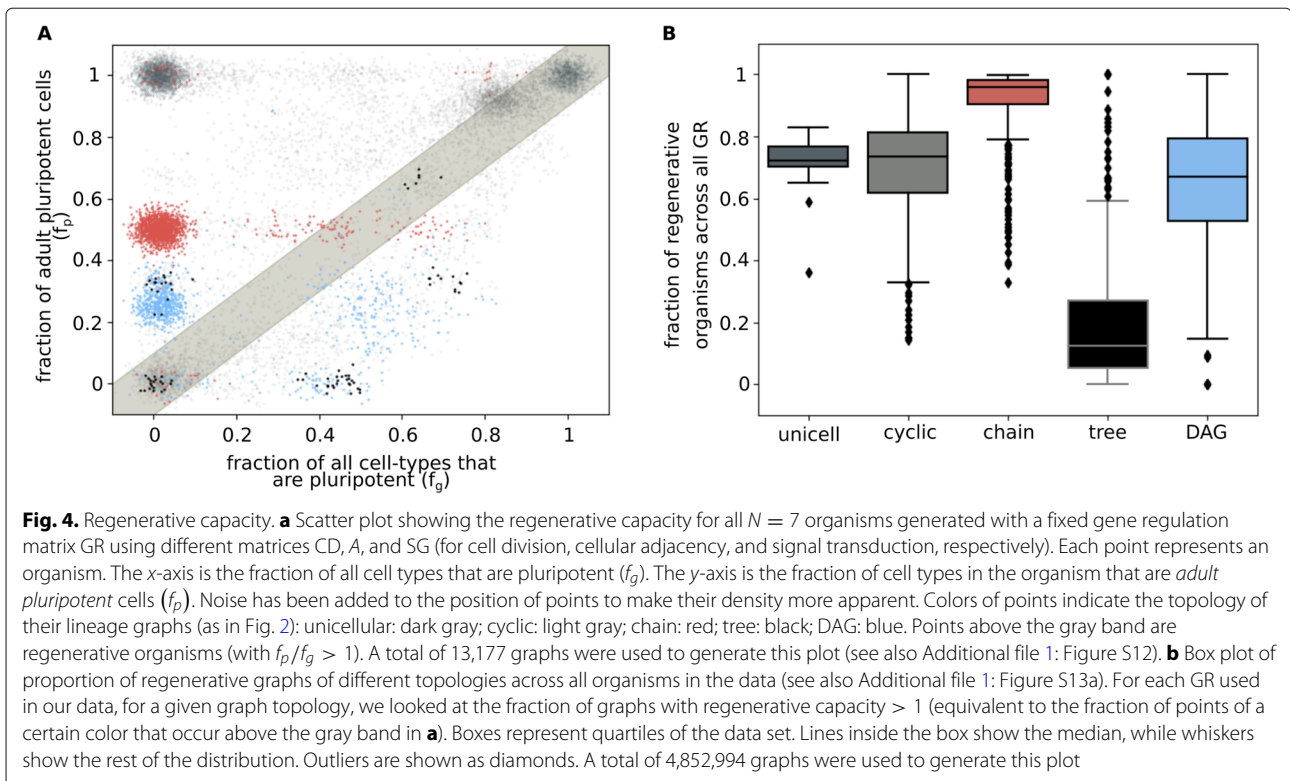 A
fraction of adult pluripotent cells
(fp)
1
0.8
0.6
0.4
0.2
0
0
0.2
0.4
0.6
0.8
1
fraction of all cell-types that
are pluripotent (fg)
B
fraction of regenerative
organisms across all GR
1
0.8
0.6
0.4
0.2
0
unicell
cyclic
chain
tree
DAG
Fig. 4. Regenerative capacity. a Scatter plot showing the regenerative capacity for all N = 7 organisms generated with a fixed gene regulation
matrix GR using different matrices CD, A, and SG (for cell division, cellular adjacency, and signal transduction, respectively). Each point represents an
organism. The x-axis is the fraction of all cell types that are pluripotent (fg). The y-axis is the fraction of cell types in the organism that are adult
pluripotent cells (fp). Noise has been added to the position of points to make their density more apparent. Colors of points indicate the topology of
their lineage graphs (as in Fig. 2): unicellular: dark gray; cyclic: light gray; chain: red; tree: black; DAG: blue. Points above the gray band are
regenerative organisms (with fp/fg > 1). A total of 13,177 graphs were used to generate this plot (see also Additional file 1: Figure S12). b Box plot of
proportion of regenerative graphs of different topologies across all organisms in the data (see also Additional file 1: Figure S13a). For each GR used
in our data, for a given graph topology, we looked at the fraction of graphs with regenerative capacity > 1 (equivalent to the fraction of points of a
certain color that occur above the gray band in a). Boxes represent quartiles of the data set. Lines inside the box show the median, while whiskers
show the rest of the distribution. Outliers are shown as diamonds. A total of 4,852,994 graphs were used to generate this plot